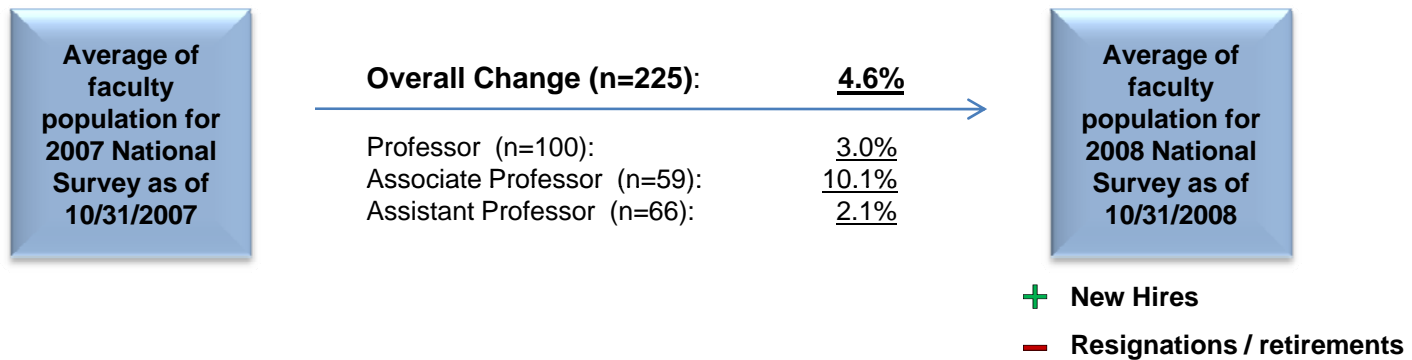 Average of
faculty
population for
2007 National
Survey as of
10/31/2007
Overall Change (n=225): 4.6%
Professor (n=100): 3.0%
Associate Professor (n=59): 10.1%
Assistant Professor (n=66): 2.1%
Average of
faculty
population for
2008 National
Survey as of
10/31/2008
+ New Hires
− Resignations / retirements